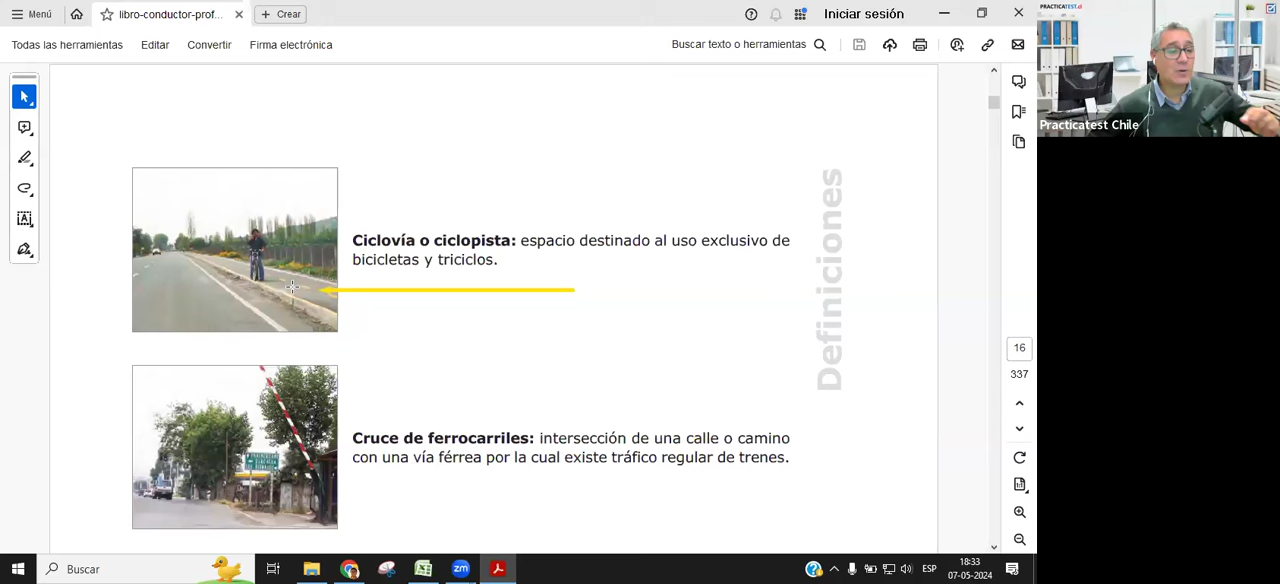 Menú
libro-conductor-prof...
Crear
Iniciar sesión
Todas las herramientas
Editar
Convertir
Firma electrónica
Buscar texto o herramientas
PRACTICATEST.cl
Practicatest Chile
Ciclovía o ciclopista: espacio destinado al uso exclusivo de
bicicletas y triciclos.
Definiciones
Cruce de ferrocarriles: intersección de una calle o camino
con una vía férrea por la cual existe tráfico regular de trenes.
16
337
Buscar
zm
ESP
18:33
07-05-2024